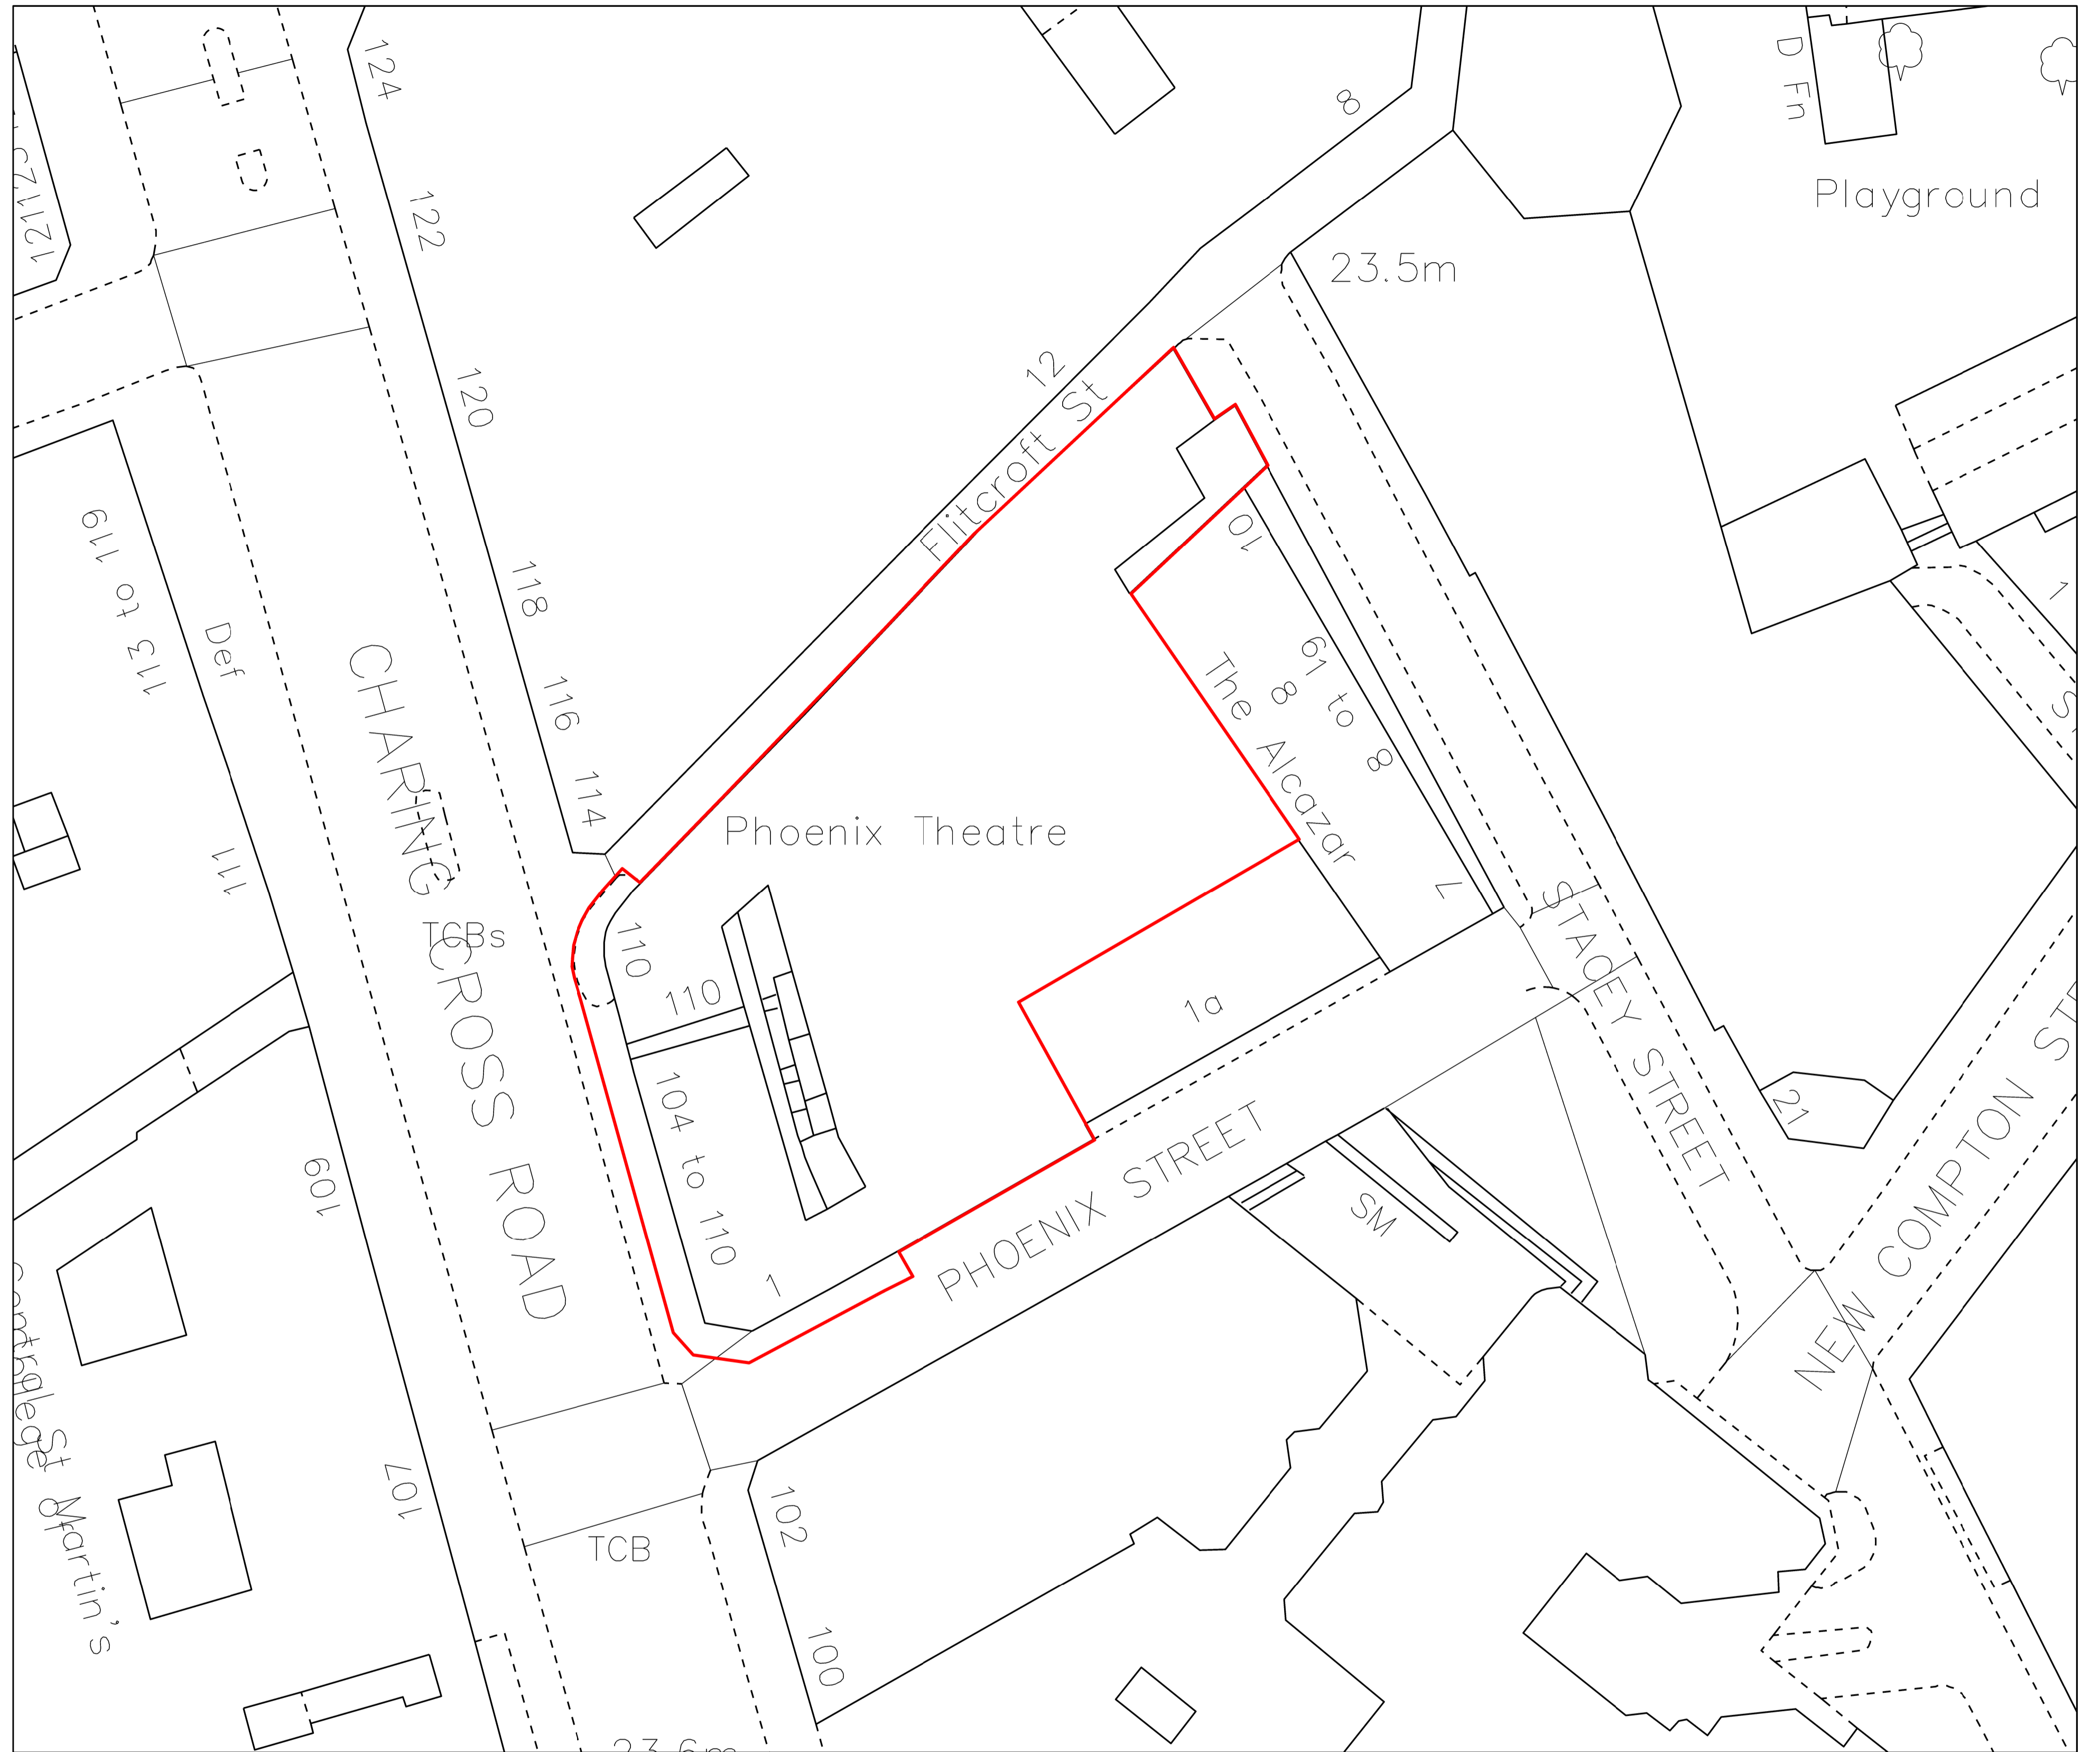 124
D Fn
8
121
122
Playground
23.5m
12
120
Flitcroft St
113 to 119
10
118
Def
61 to 8
8
The Alcazar
116
1
114
Phoenix Theatre
111
7
TCBs
CHARING CROSS ROAD
110
110
1a
STACEY STREET
104 to 110
21
109
SM
PHOENIX STREET
1
NEW COMPTON ST
St Martin's
107
102
TCB
100
23.6m